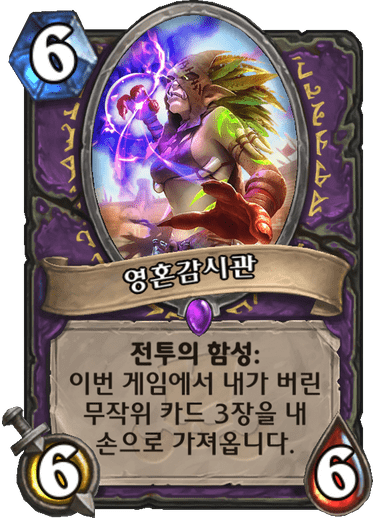 6
영혼감시관
전투의 함성:
이번 게임에서 내가 버린
무작위 카드 3장을 내
손으로 가져옵니다.
6
6